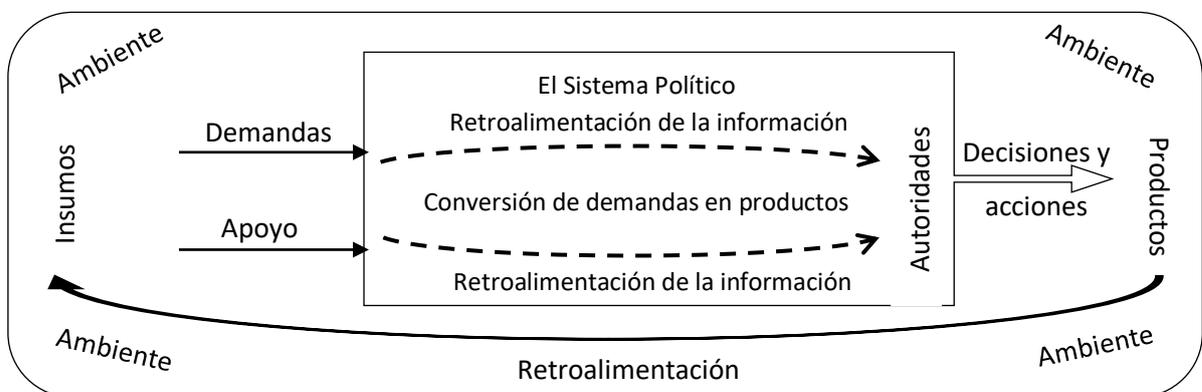 Ambiente
Ambiente
El Sistema Político
Retroalimentación de la información
Demandas
Decisiones y
Insumos
Conversión de demandas en productos
Autoridades
Productos
acciones
Apoyo
Retroalimentación de la información
Ambiente
Ambiente
Retroalimentación